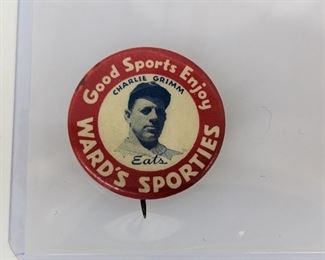 Good Sports Enjoy
CHARLIE GRIMM
Eats
WARD'S SPORTIES